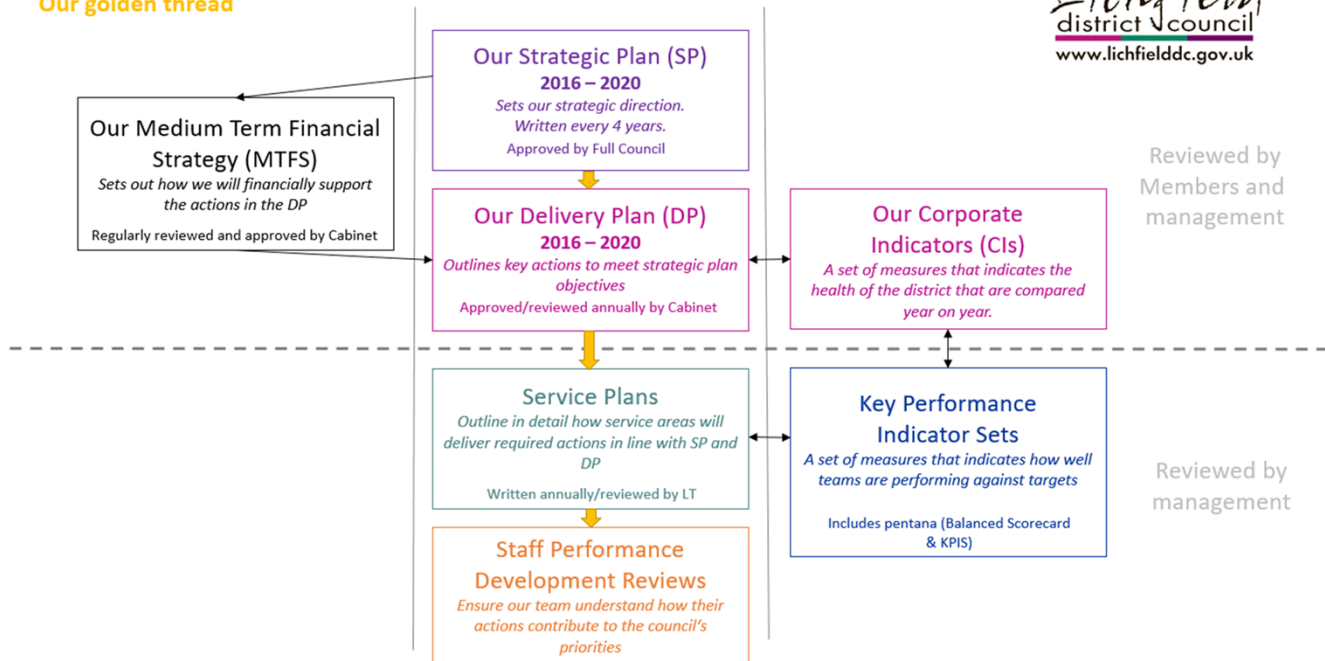 Our golden thread
district council
www.lichfielddc.gov.uk
Our Strategic Plan (SP)
2016 – 2020
Sets our strategic direction.
Written every 4 years.
Approved by Full Council
Our Medium Term Financial
Strategy (MTFS)
Sets out how we will financially support
the actions in the DP
Regularly reviewed and approved by Cabinet
Our Delivery Plan (DP)
2016 – 2020
Outlines key actions to meet strategic plan
objectives
Approved/reviewed annually by Cabinet
Our Corporate
Indicators (CIs)
A set of measures that indicates the
health of the district that are compared
year on year.
Reviewed by
Members and
management
Service Plans
Outline in detail how service areas will
deliver required actions in line with SP and
DP
Written annually/reviewed by LT
Key Performance
Indicator Sets
A set of measures that indicates how well
teams are performing against targets
Includes pentana (Balanced Scorecard
& KPIS)
Reviewed by
management
Staff Performance
Development Reviews
Ensure our team understand how their
actions contribute to the council's
priorities